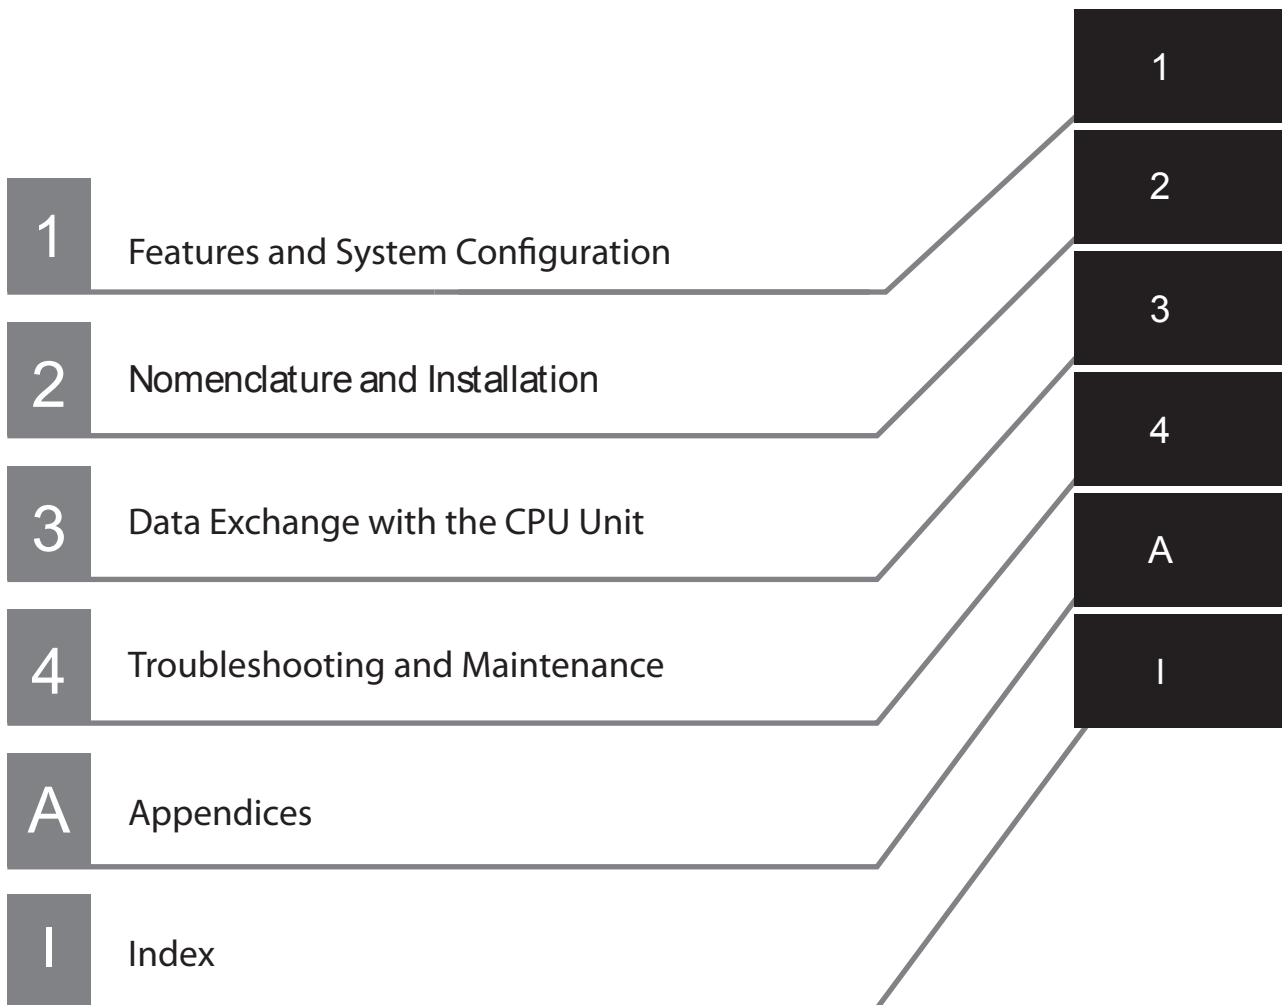 1
Features and System Configuration
2
Nomenclature and Installation
3
Data Exchange with the CPU Unit
4
Troubleshooting and Maintenance
A
Appendices
I
Index
1
2
3
4
A
I